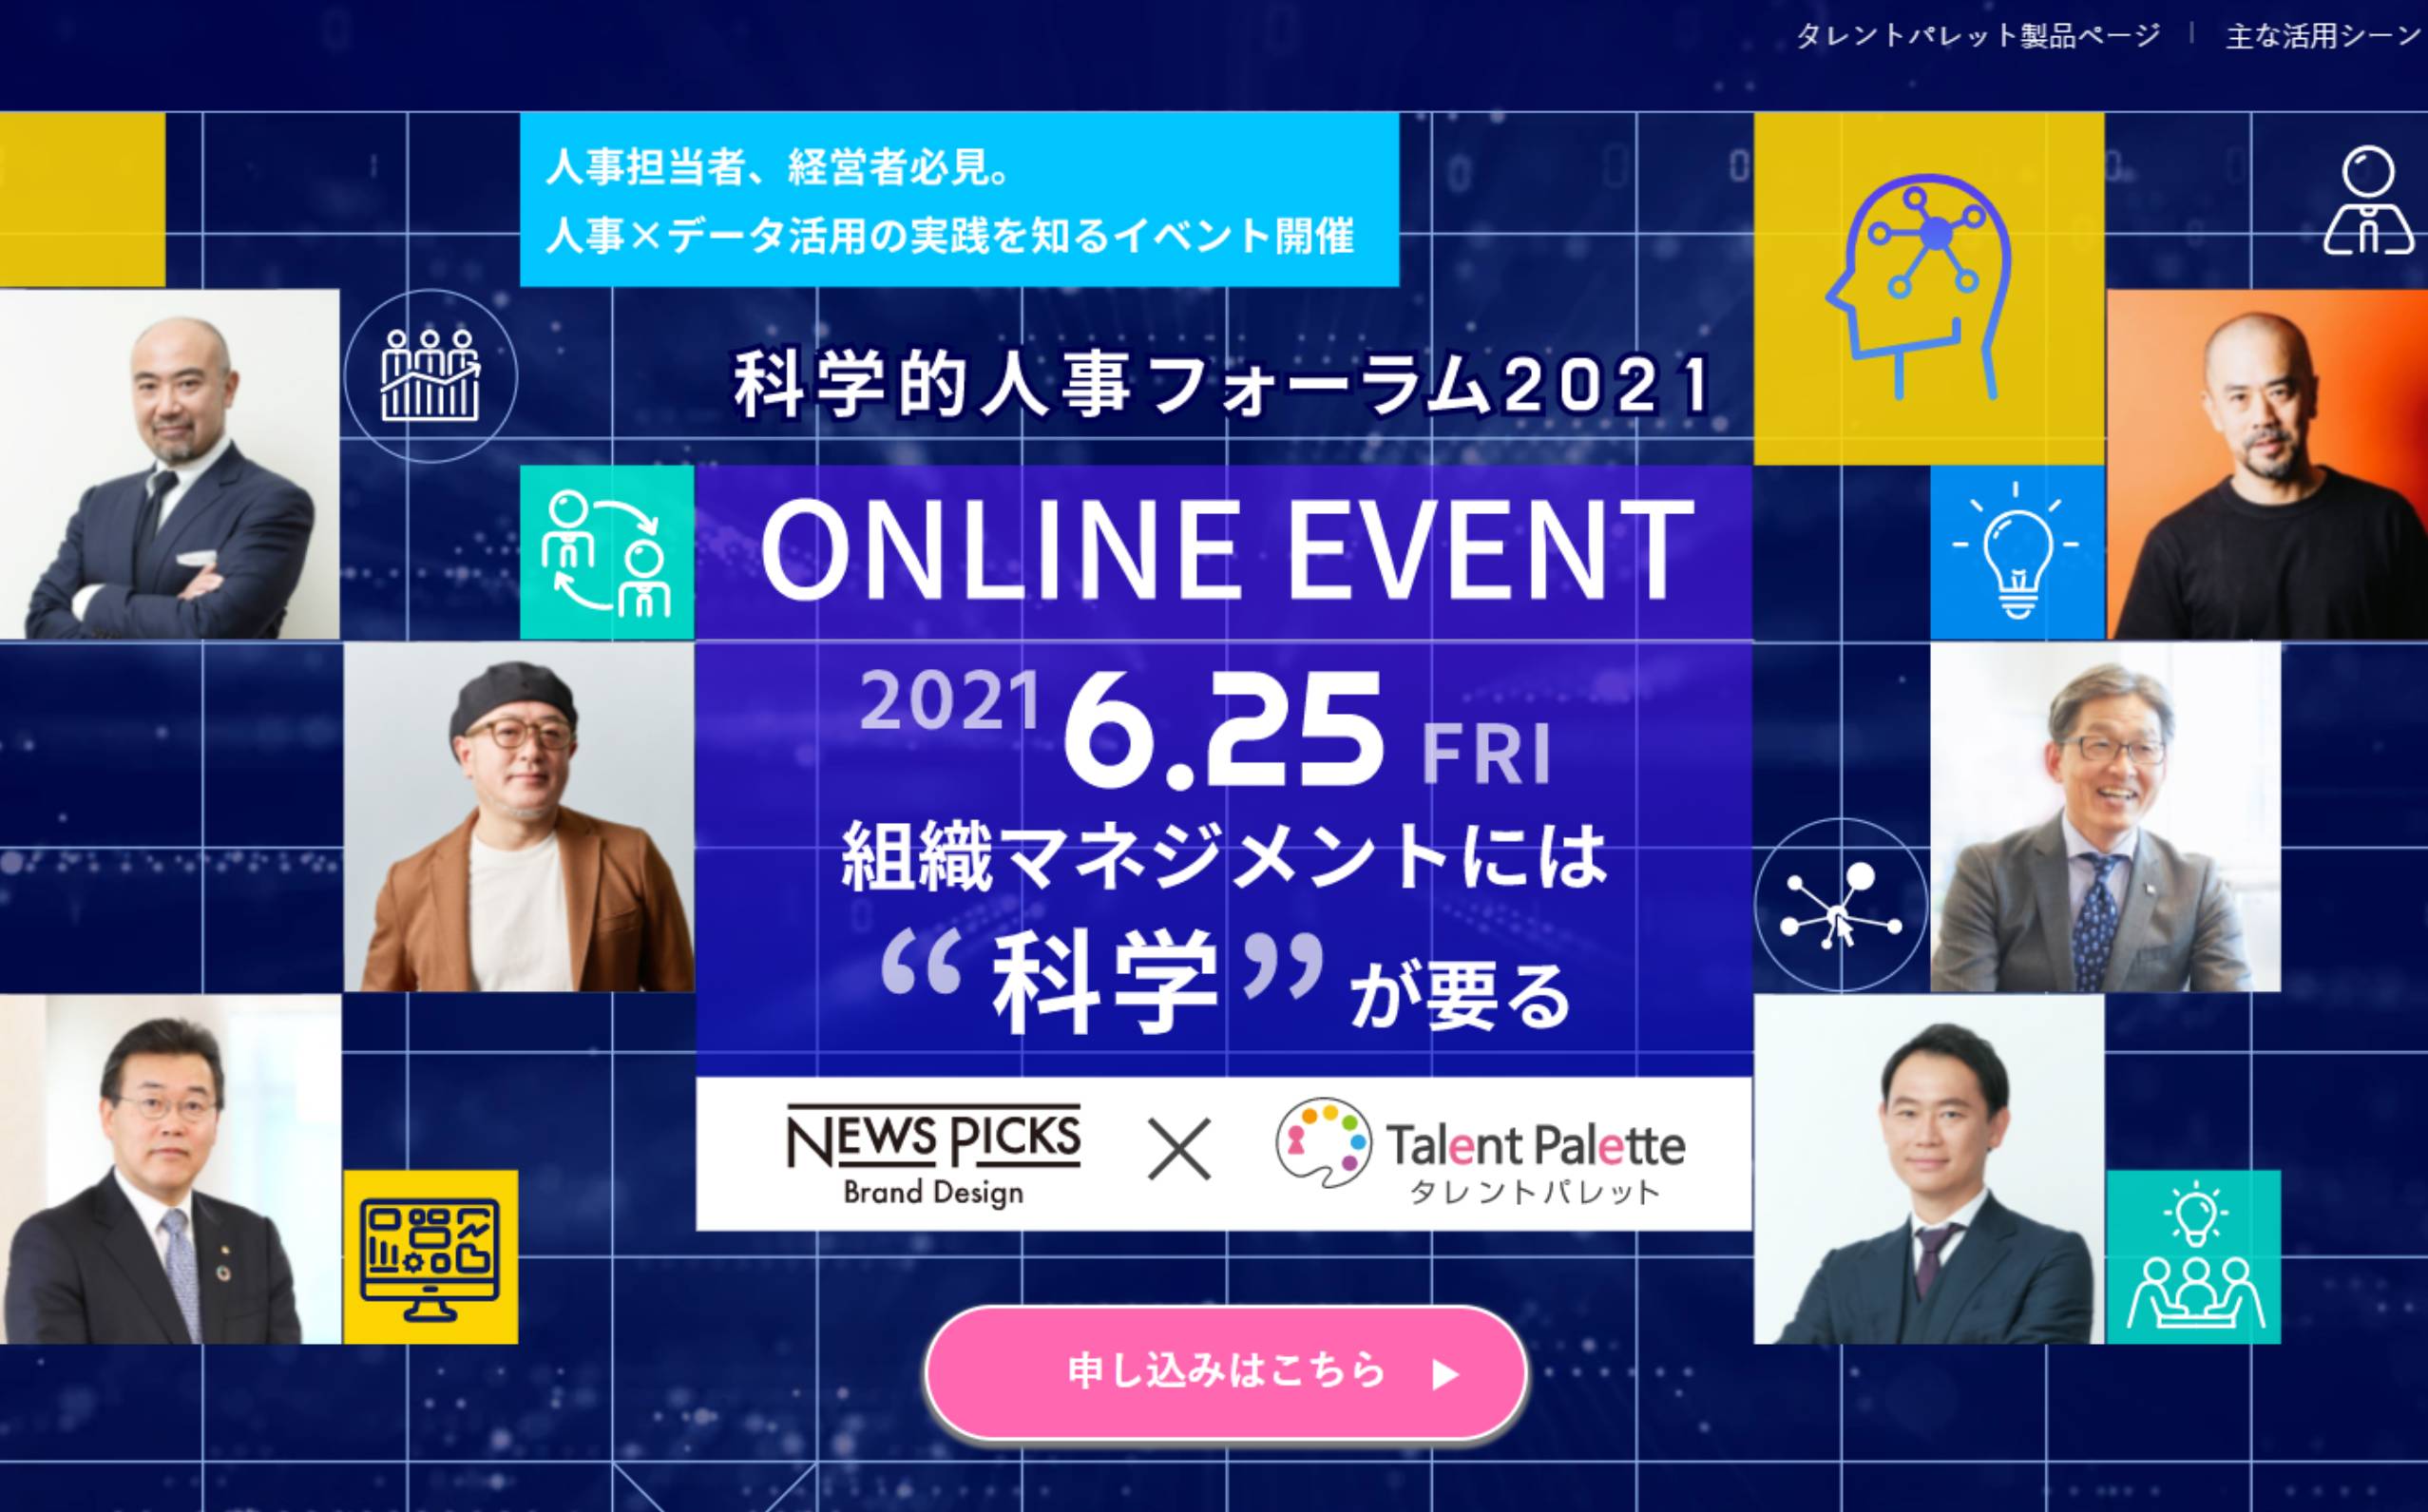 タレントパレット製品ページ | 主な活用シーン
人事担当者、経営者必見。
人事×データ活用の実践を知るイベント開催
科学的人事フォーラム2021
ONLINE EVENT
2021 6.25 FRI
組織マネジメントには
“科学”が要る
NEWS PICKS
Brand Design
×
Talent Palette
タレントパレット
申し込みはこちら ▶